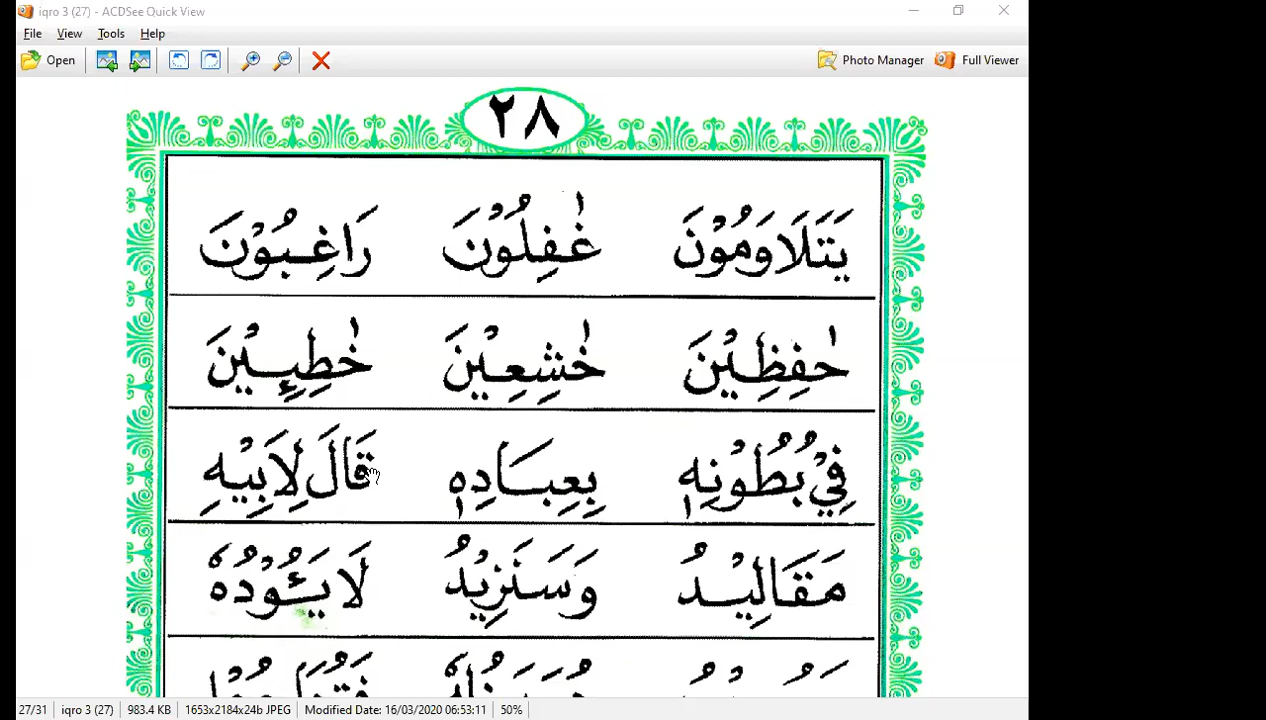 iqro 3 (27) - ACDSee Quick View
File View Tools Help
Open Photo Manager Full Viewer
٢٨
يَتَلَاوَمُوْنَ غٰفِلُوْنَ رَاغِبُوْنَ
حٰفِظِيْنَ خٰشِعِيْنَ خٰطِـِٕيْنَ
فِيْ بُطُوْنِهٖ بِعِبَادِهٖ قَالَ لِاَبِيْهِ
مَقَالِيْدُ وَسَنَزِيْدُ لَا يَـُٔوْدُهٗ
27/31 iqro 3 (27) 983.4 KB 1653x2184x24b JPEG Modified Date: 16/03/2020 06:53:11 50%